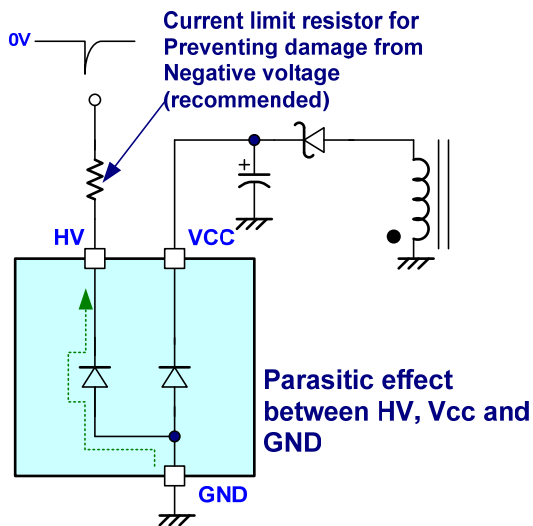 Current limit resistor for
Preventing damage from
Negative voltage
(recommended)
0V
+
HV
VCC
Parasitic effect
between HV, Vcc and
GND
GND